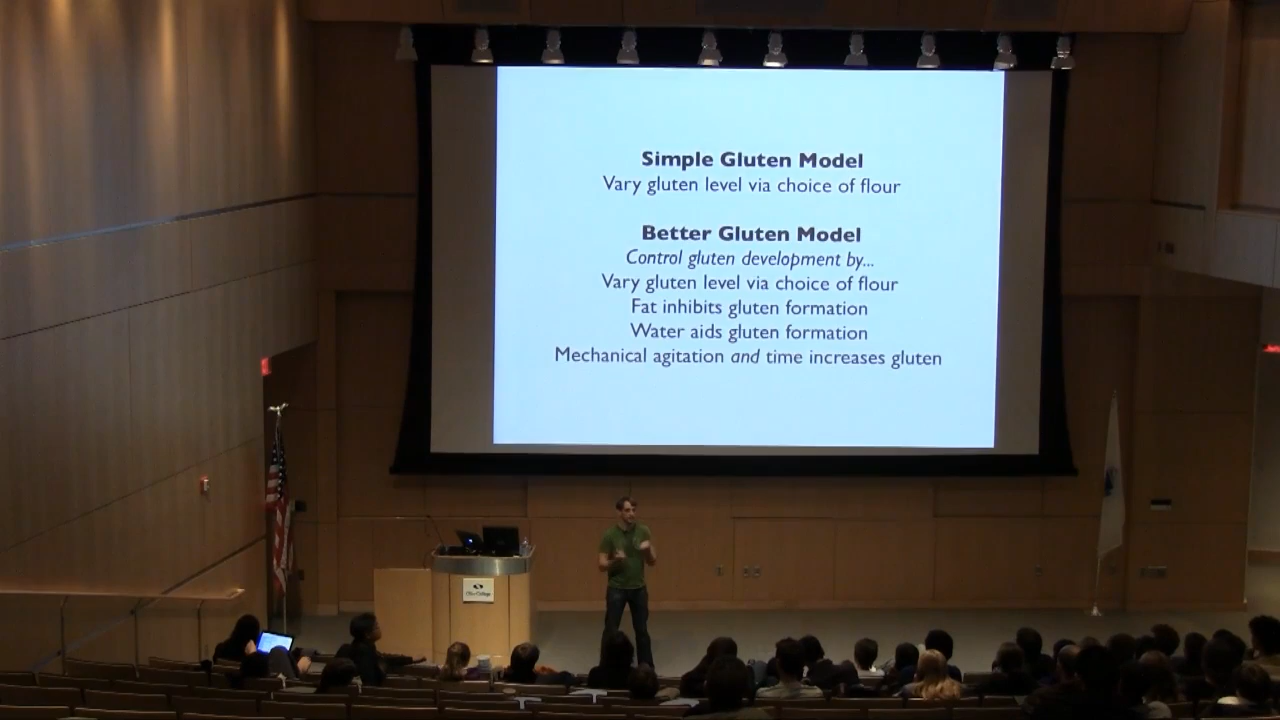 Simple Gluten Model
Vary gluten level via choice of flour
Better Gluten Model
Control gluten development by...
Vary gluten level via choice of flour
Fat inhibits gluten formation
Water aids gluten formation
Mechanical agitation and time increases gluten